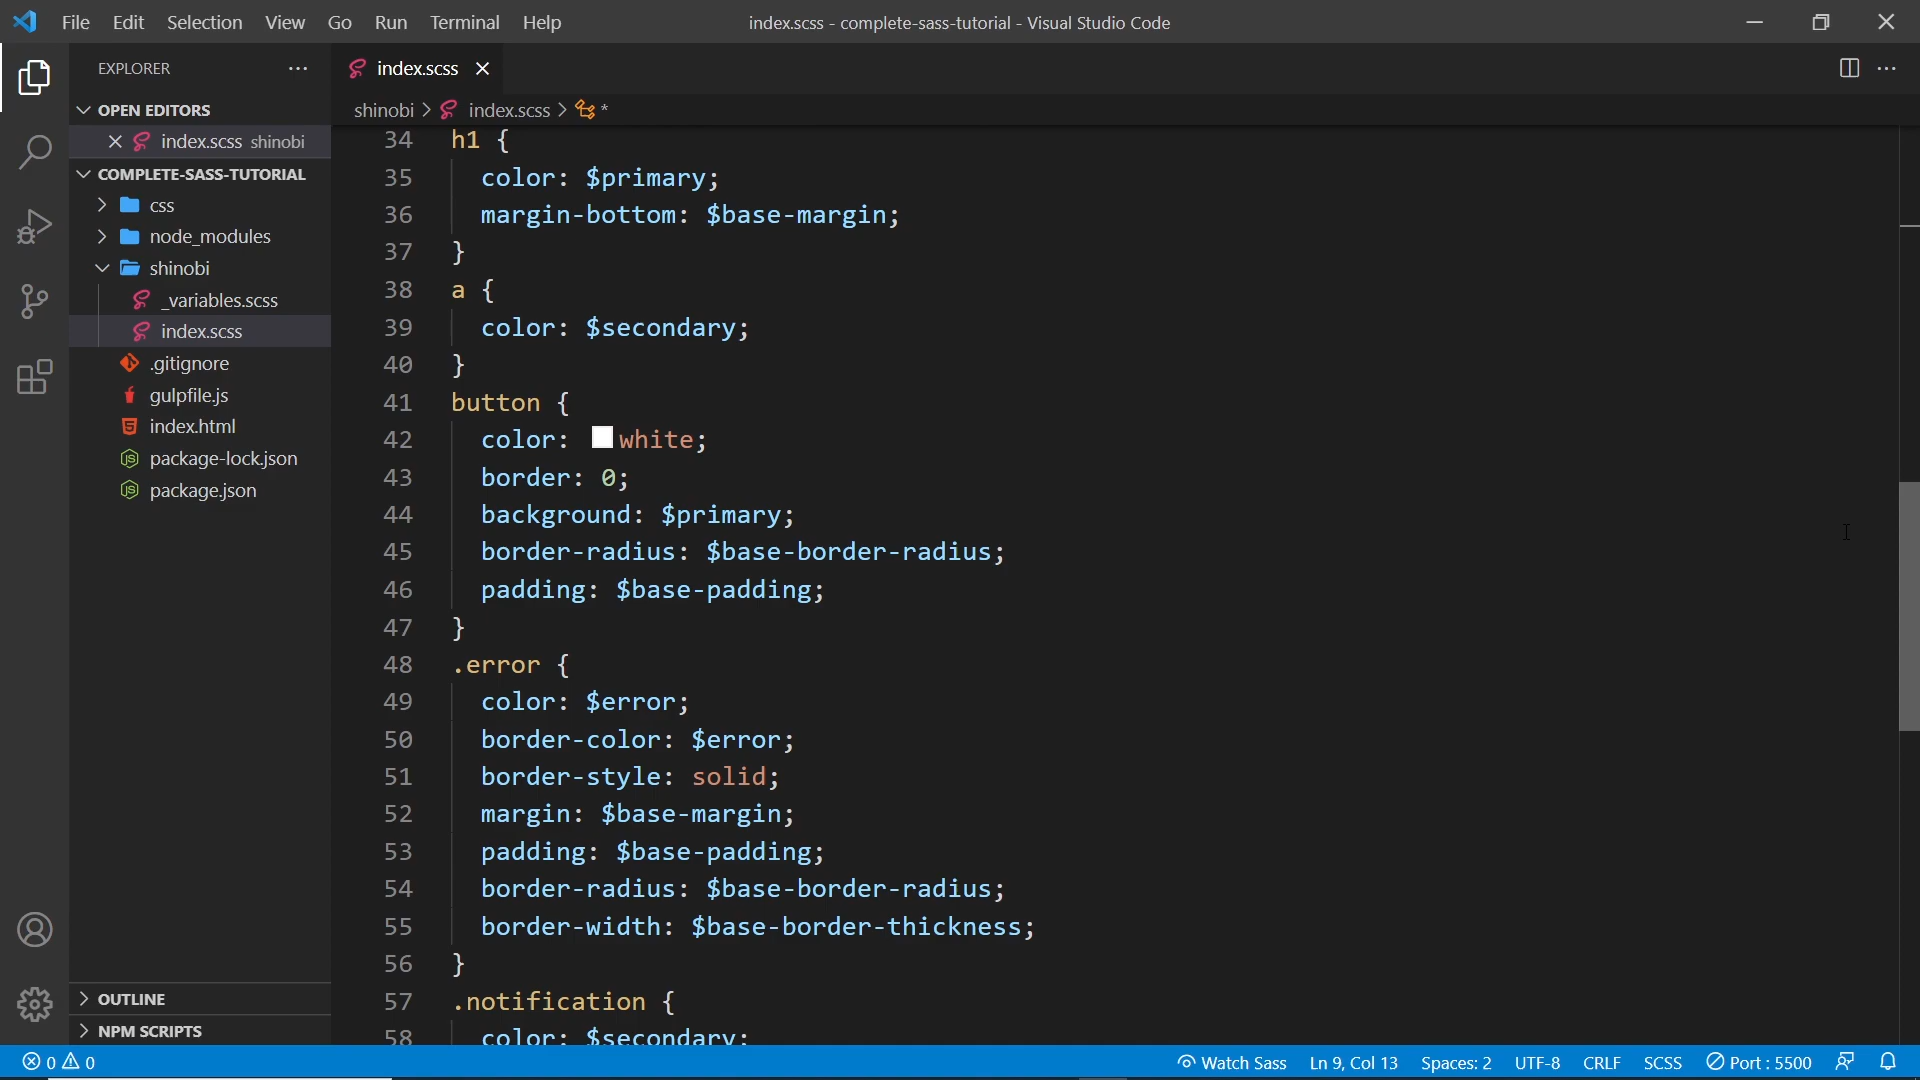 File Edit Selection View Go Run Terminal Help
index.scss - complete-sass-tutorial - Visual Studio Code
EXPLORER
OPEN EDITORS
index.scss shinobi
COMPLETE-SASS-TUTORIAL
css
node_modules
shinobi
_variables.scss
index.scss
.gitignore
gulpfile.js
index.html
package-lock.json
package.json
OUTLINE
NPM SCRIPTS
index.scss
shinobi > index.scss > *
34 h1 {
35 color: $primary;
36 margin-bottom: $base-margin;
37 }
38 a {
39 color: $secondary;
40 }
41 button {
42 color: white;
43 border: 0;
44 background: $primary;
45 border-radius: $base-border-radius;
46 padding: $base-padding;
47 }
48 .error {
49 color: $error;
50 border-color: $error;
51 border-style: solid;
52 margin: $base-margin;
53 padding: $base-padding;
54 border-radius: $base-border-radius;
55 border-width: $base-border-thickness;
56 }
57 .notification {
58 color: $secondary;
0 0
Watch Sass Ln 9, Col 13 Spaces: 2 UTF-8 CRLF SCSS Port : 5500